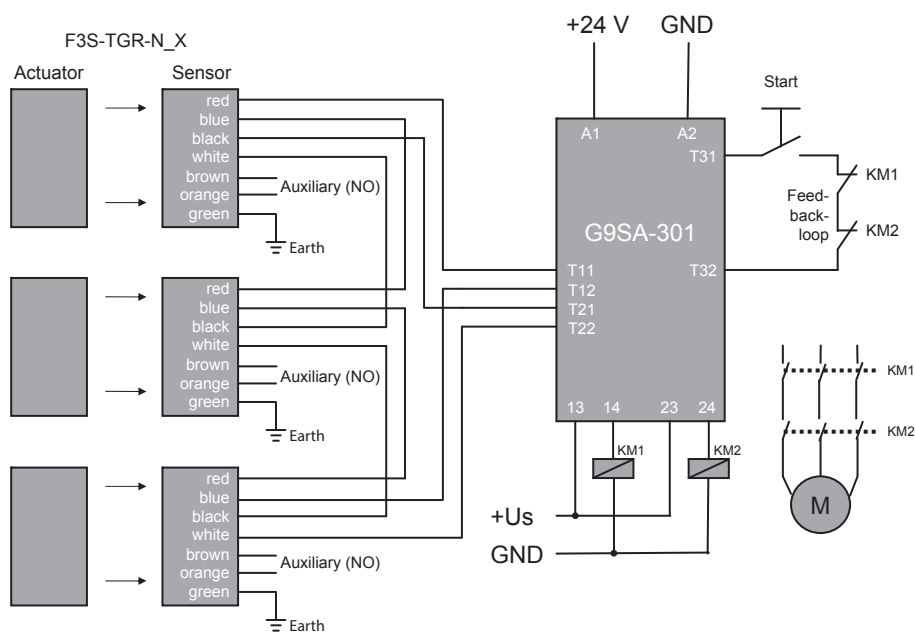 F3S-TGR-N_X
Actuator
Sensor
red
blue
black
white
brown
orange
green
Auxiliary (NO)
Earth
red
blue
black
white
brown
orange
green
Auxiliary (NO)
Earth
red
blue
black
white
brown
orange
green
Auxiliary (NO)
Earth
+24 V
GND
Start
A1
A2
T31
KM1
Feed-
back-
loop
KM2
G9SA-301
T11
T32
T12
T21
T22
13
14
23
24
KM1
KM2
+Us
GND
KM1
KM2
M